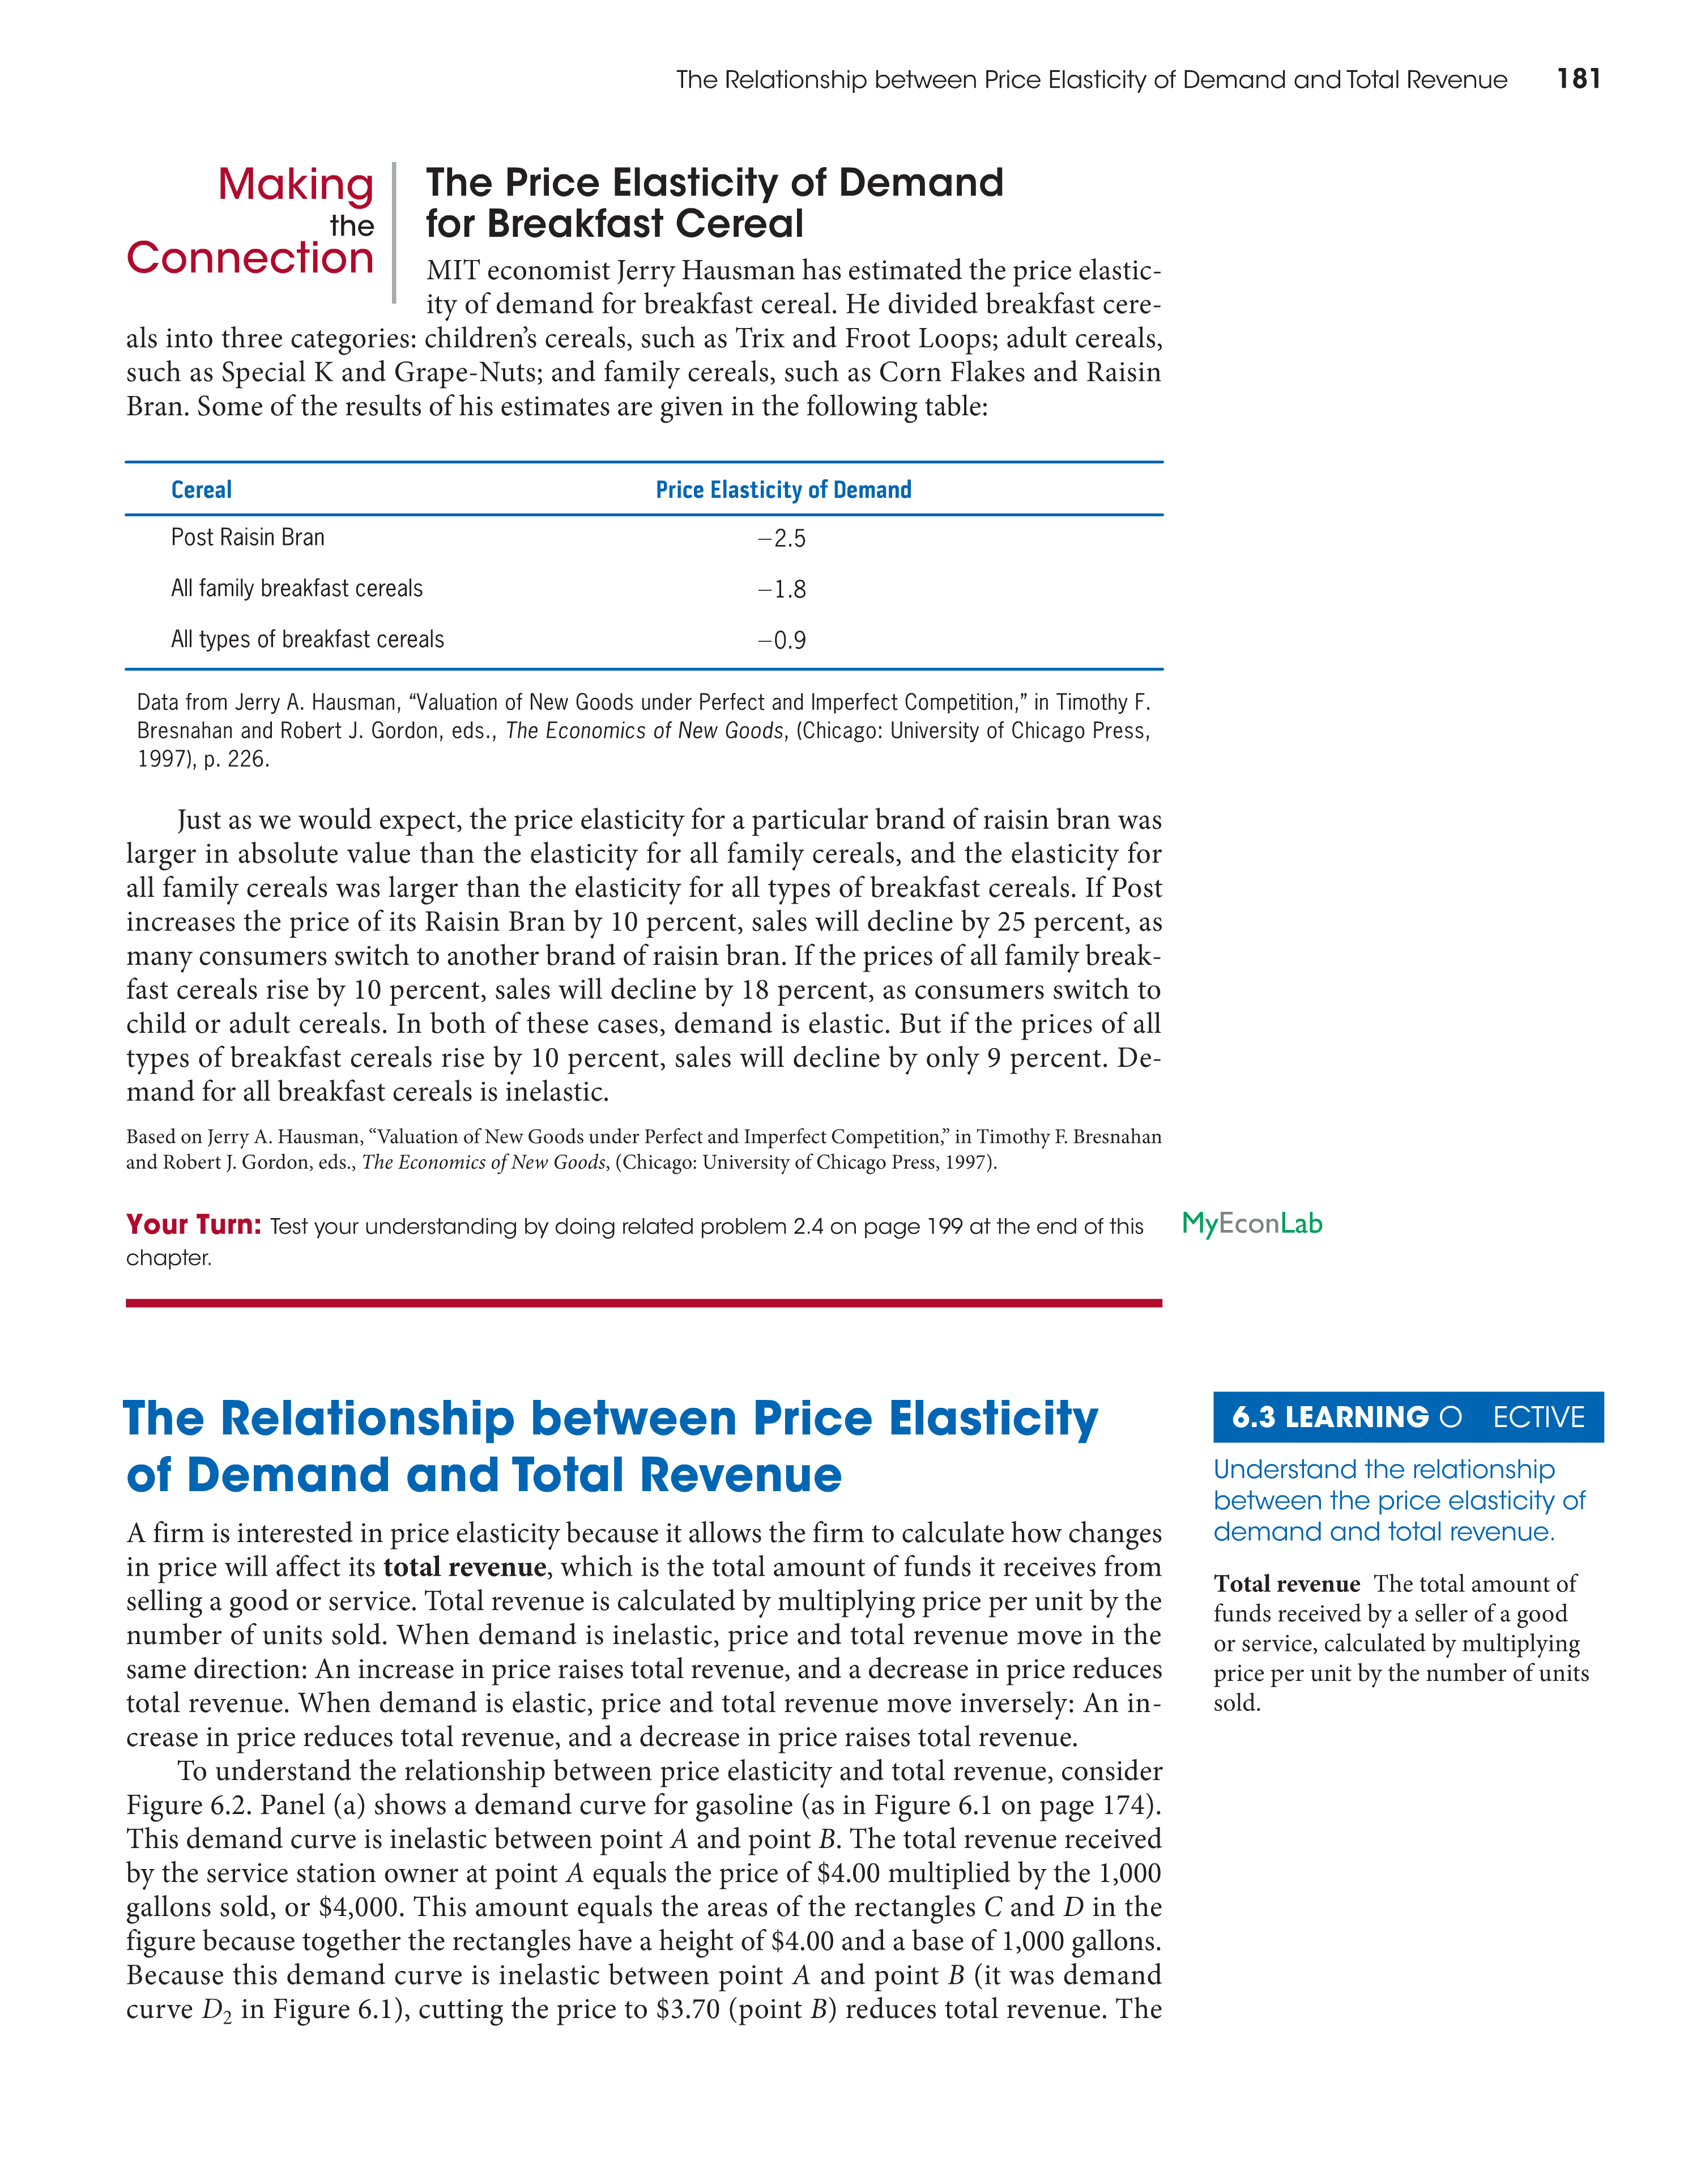 The Relationship between Price Elasticity of Demand and Total Revenue 181
Making
the
Connection
The Price Elasticity of Demand
for Breakfast Cereal
MIT economist Jerry Hausman has estimated the price elastic-
ity of demand for breakfast cereal. He divided breakfast cere-
als into three categories: children’s cereals, such as Trix and Froot Loops; adult cereals,
such as Special K and Grape-Nuts; and family cereals, such as Corn Flakes and Raisin
Bran. Some of the results of his estimates are given in the following table:
Cereal Price Elasticity of Demand
Post Raisin Bran −2.5
All family breakfast cereals −1.8
All types of breakfast cereals −0.9
Data from Jerry A. Hausman, “Valuation of New Goods under Perfect and Imperfect Competition,” in Timothy F.
Bresnahan and Robert J. Gordon, eds., The Economics of New Goods, (Chicago: University of Chicago Press,
1997), p. 226.
Just as we would expect, the price elasticity for a particular brand of raisin bran was
larger in absolute value than the elasticity for all family cereals, and the elasticity for
all family cereals was larger than the elasticity for all types of breakfast cereals. If Post
increases the price of its Raisin Bran by 10 percent, sales will decline by 25 percent, as
many consumers switch to another brand of raisin bran. If the prices of all family break-
fast cereals rise by 10 percent, sales will decline by 18 percent, as consumers switch to
child or adult cereals. In both of these cases, demand is elastic. But if the prices of all
types of breakfast cereals rise by 10 percent, sales will decline by only 9 percent. De-
mand for all breakfast cereals is inelastic.
Based on Jerry A. Hausman, “Valuation of New Goods under Perfect and Imperfect Competition,” in Timothy F. Bresnahan
and Robert J. Gordon, eds., The Economics of New Goods, (Chicago: University of Chicago Press, 1997).
Your Turn: Test your understanding by doing related problem 2.4 on page 199 at the end of this
chapter.
MyEconLab
The Relationship between Price Elasticity
of Demand and Total Revenue
A firm is interested in price elasticity because it allows the firm to calculate how changes
in price will affect its total revenue, which is the total amount of funds it receives from
selling a good or service. Total revenue is calculated by multiplying price per unit by the
number of units sold. When demand is inelastic, price and total revenue move in the
same direction: An increase in price raises total revenue, and a decrease in price reduces
total revenue. When demand is elastic, price and total revenue move inversely: An in-
crease in price reduces total revenue, and a decrease in price raises total revenue.
To understand the relationship between price elasticity and total revenue, consider
Figure 6.2. Panel (a) shows a demand curve for gasoline (as in Figure 6.1 on page 174).
This demand curve is inelastic between point A and point B. The total revenue received
by the service station owner at point A equals the price of $4.00 multiplied by the 1,000
gallons sold, or $4,000. This amount equals the areas of the rectangles C and D in the
figure because together the rectangles have a height of $4.00 and a base of 1,000 gallons.
Because this demand curve is inelastic between point A and point B (it was demand
curve D₂ in Figure 6.1), cutting the price to $3.70 (point B) reduces total revenue. The
6.3 LEARNING O ECTIVE
Understand the relationship
between the price elasticity of
demand and total revenue.
Total revenue The total amount of
funds received by a seller of a good
or service, calculated by multiplying
price per unit by the number of units
sold.